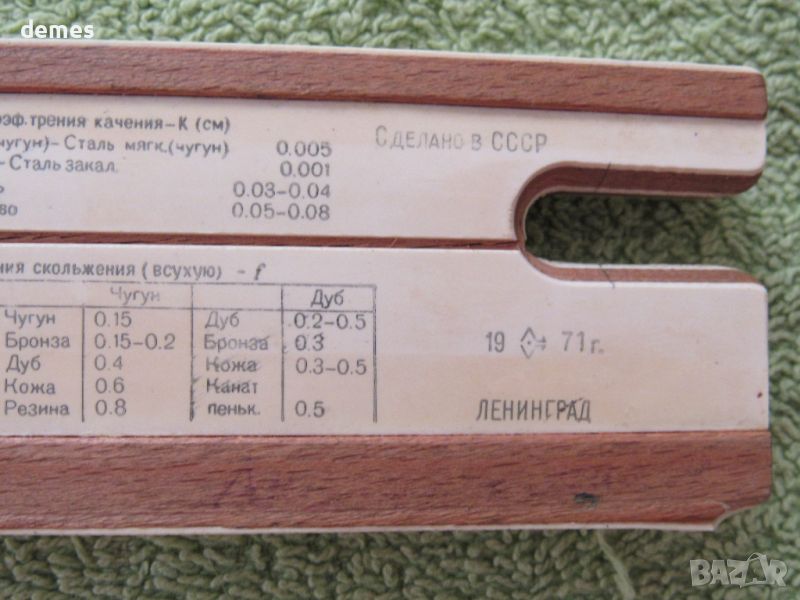 demes
эф.трения качения–К (см)
чугун)–Сталь мягк.(чугун) 0.005
–Сталь закал. 0.001
0.03–0.04
во 0.05–0.08
СДЕЛАНО В СССР
ния скольжения (всухую) – f
Чугун Дуб
Чугун 0.15 Дуб 0.2–0.5
Бронза 0.15–0.2 Бронза 0.3
Дуб 0.4 Кожа 0.3–0.5
Кожа 0.6 Канат
Резина 0.8 пеньк. 0.5
19 71г.
ЛЕНИНГРАД
BAZAR